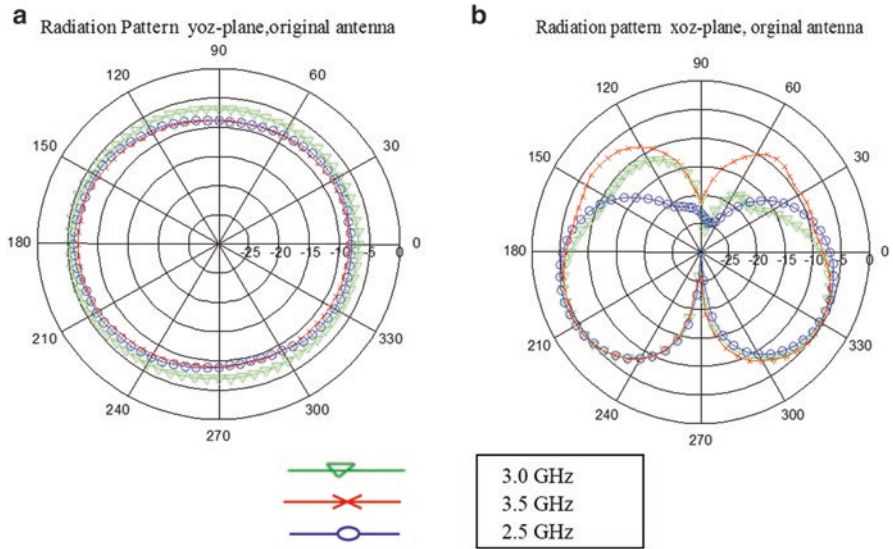 a
Radiation Pattern yoz-plane,original antenna
90
120 60
150 30
180 -25 -20 -15 -10 -5 0 0
210 330
240 300
270
b
Radiation pattern xoz-plane, orginal antenna
90
120 60
150 30
180 -25 -20 -15 -10 -5 0 0
210 330
240 300
270
3.0 GHz
3.5 GHz
2.5 GHz